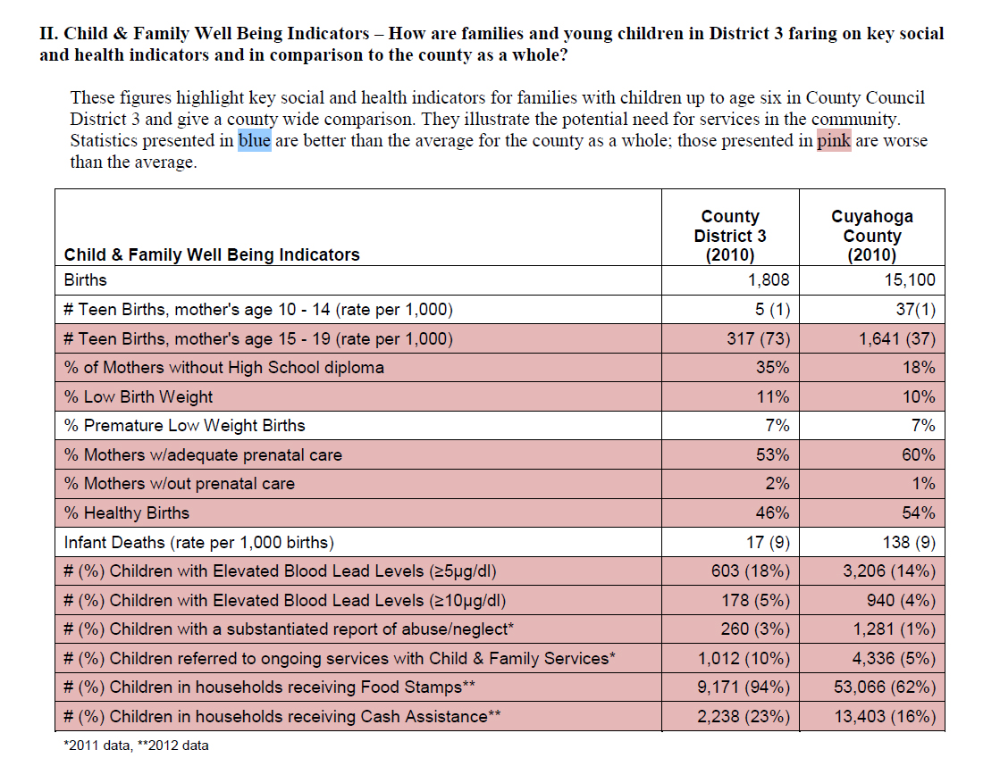 II. Child & Family Well Being Indicators – How are families and young children in District 3 faring on key social
and health indicators and in comparison to the county as a whole?
These figures highlight key social and health indicators for families with children up to age six in County Council
District 3 and give a county wide comparison. They illustrate the potential need for services in the community.
Statistics presented in blue are better than the average for the county as a whole; those presented in pink are worse
than the average.
Child & Family Well Being Indicators County District 3 (2010) Cuyahoga County (2010)
Births 1,808 15,100
# Teen Births, mother's age 10 - 14 (rate per 1,000) 5 (1) 37(1)
# Teen Births, mother's age 15 - 19 (rate per 1,000) 317 (73) 1,641 (37)
% of Mothers without High School diploma 35% 18%
% Low Birth Weight 11% 10%
% Premature Low Weight Births 7% 7%
% Mothers w/adequate prenatal care 53% 60%
% Mothers w/out prenatal care 2% 1%
% Healthy Births 46% 54%
Infant Deaths (rate per 1,000 births) 17 (9) 138 (9)
# (%) Children with Elevated Blood Lead Levels (≥5µg/dl) 603 (18%) 3,206 (14%)
# (%) Children with Elevated Blood Lead Levels (≥10µg/dl) 178 (5%) 940 (4%)
# (%) Children with a substantiated report of abuse/neglect* 260 (3%) 1,281 (1%)
# (%) Children referred to ongoing services with Child & Family Services* 1,012 (10%) 4,336 (5%)
# (%) Children in households receiving Food Stamps** 9,171 (94%) 53,066 (62%)
# (%) Children in households receiving Cash Assistance** 2,238 (23%) 13,403 (16%)
*2011 data, **2012 data